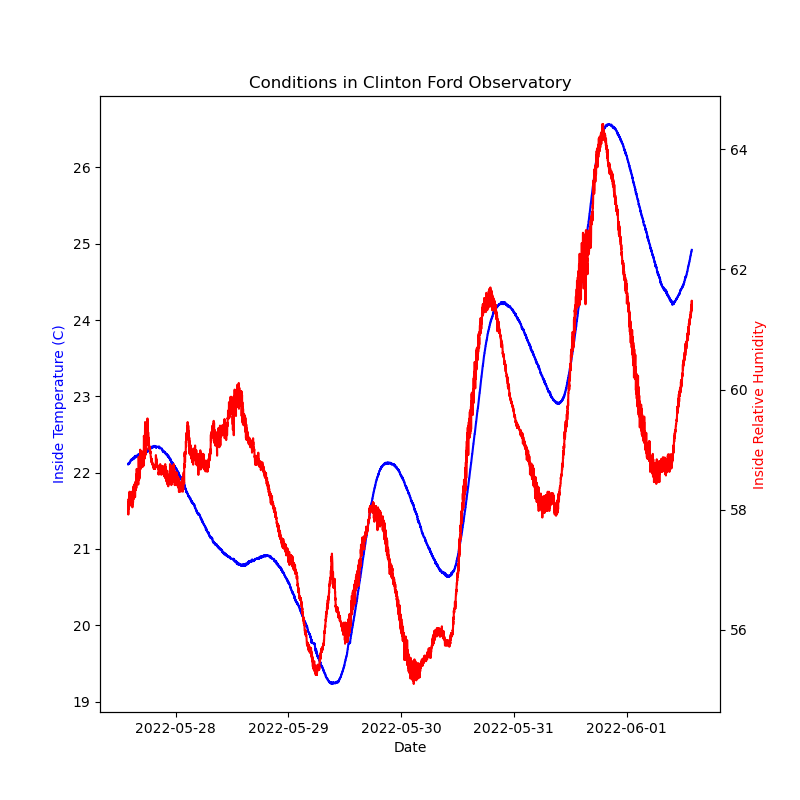 Conditions in Clinton Ford Observatory
26
25
24
23
22
21
20
19
Inside Temperature (C)
64
62
60
58
56
Inside Relative Humidity
2022-05-28 2022-05-29 2022-05-30 2022-05-31 2022-06-01
Date